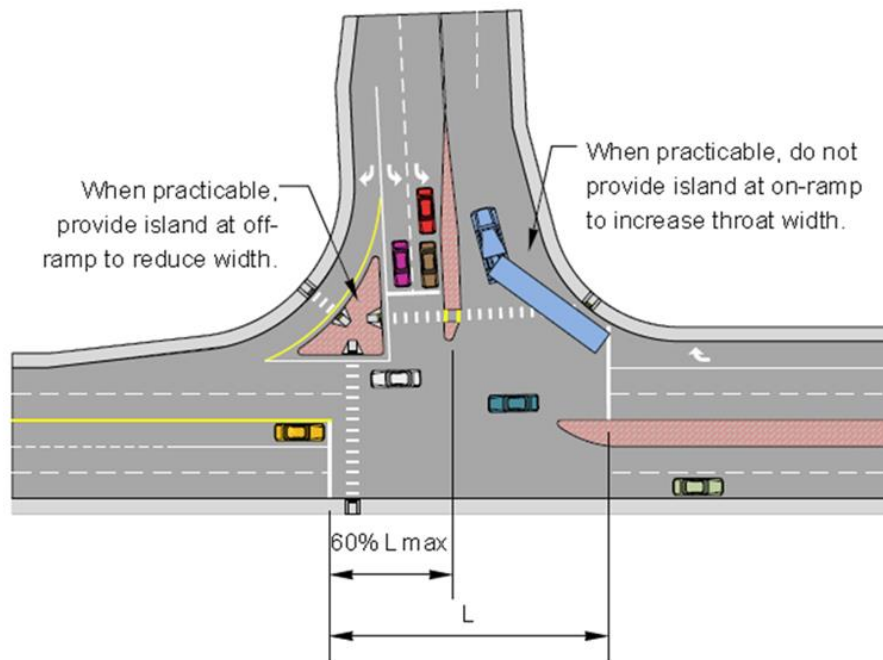 When practicable,
provide island at off-
ramp to reduce width.
When practicable, do not
provide island at on-ramp
to increase throat width.
60% L max
L